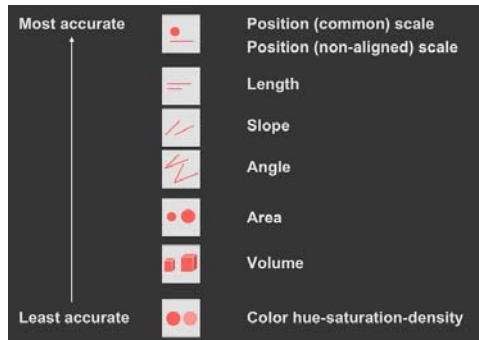 Most accurate
Position (common) scale
Position (non-aligned) scale
Length
Slope
Angle
Area
Volume
Least accurate
Color hue-saturation-density